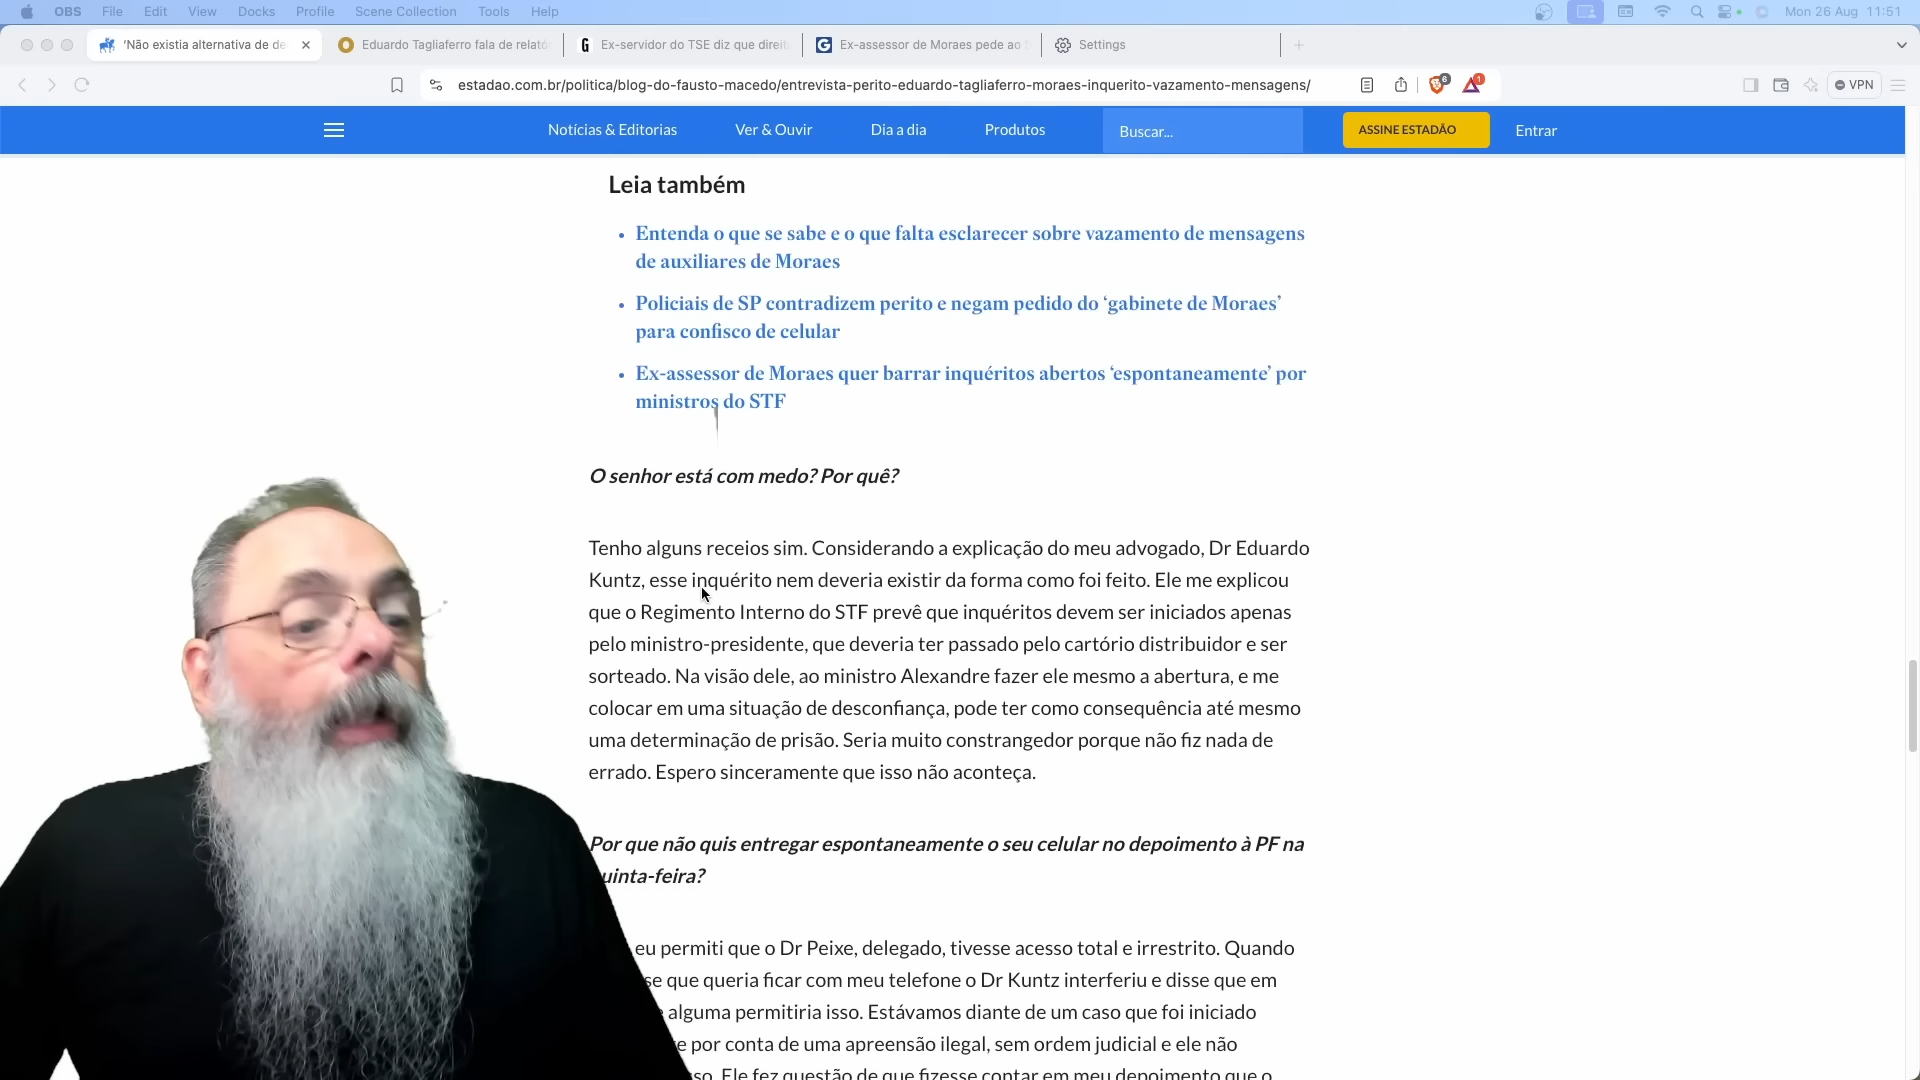 OBS File Edit View Docks Profile Scene Collection Tools Help Mon 26 Aug 11:51
'Não existia alternativa de de Eduardo Tagliaferro fala de relató Ex-servidor do TSE diz que direit Ex-assessor de Moraes pede ao Settings
estadao.com.br/politica/blog-do-fausto-macedo/entrevista-perito-eduardo-tagliaferro-moraes-inquerito-vazamento-mensagens/ 6 1 VPN
Notícias & Editorias Ver & Ouvir Dia a dia Produtos Buscar... ASSINE ESTADÃO Entrar
Leia também
• Entenda o que se sabe e o que falta esclarecer sobre vazamento de mensagens
de auxiliares de Moraes
• Policiais de SP contradizem perito e negam pedido do ‘gabinete de Moraes’
para confisco de celular
• Ex-assessor de Moraes quer barrar inquéritos abertos ‘espontaneamente’ por
ministros do STF
O senhor está com medo? Por quê?
Tenho alguns receios sim. Considerando a explicação do meu advogado, Dr Eduardo
Kuntz, esse inquérito nem deveria existir da forma como foi feito. Ele me explicou
que o Regimento Interno do STF prevê que inquéritos devem ser iniciados apenas
pelo ministro-presidente, que deveria ter passado pelo cartório distribuidor e ser
sorteado. Na visão dele, ao ministro Alexandre fazer ele mesmo a abertura, e me
colocar em uma situação de desconfiança, pode ter como consequência até mesmo
uma determinação de prisão. Seria muito constrangedor porque não fiz nada de
errado. Espero sinceramente que isso não aconteça.
Por que não quis entregar espontaneamente o seu celular no depoimento à PF na
uinta-feira?
eu permiti que o Dr Peixe, delegado, tivesse acesso total e irrestrito. Quando
se que queria ficar com meu telefone o Dr Kuntz interferiu e disse que em
alguma permitiria isso. Estávamos diante de um caso que foi iniciado
por conta de uma apreensão ilegal, sem ordem judicial e ele não
so. Ele fez questão de que fizesse contar em meu depoimento que o